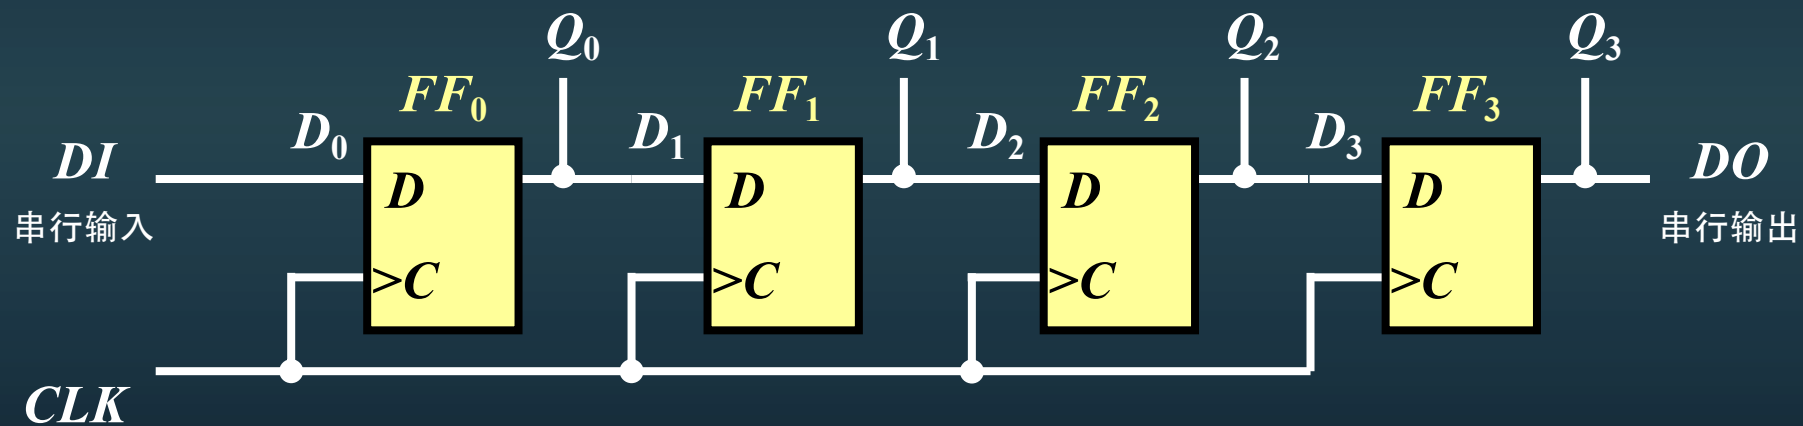 Q₀ Q₁ Q₂ Q₃
FF₀ FF₁ FF₂ FF₃
D₀ D₁ D₂ D₃
DI DO
D D D D
串行输入 串行输出
>C >C >C >C
CLK